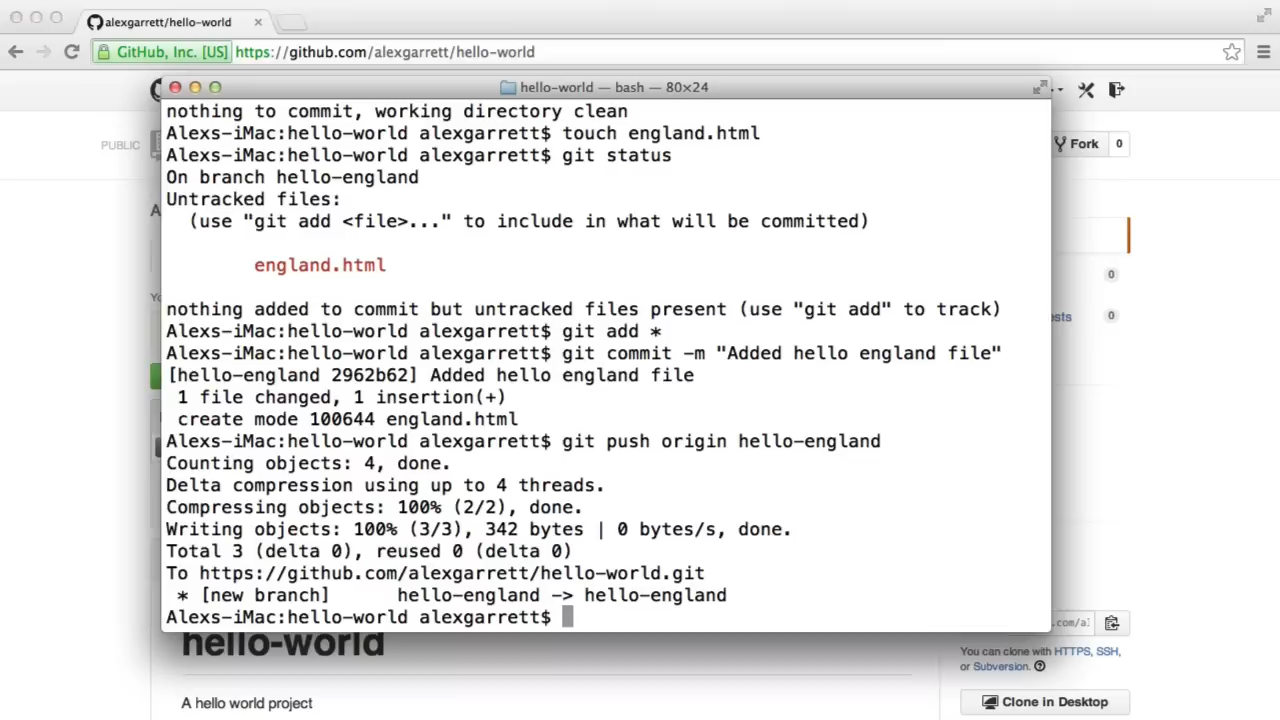 alexgarrett/hello-world
GitHub, Inc. [US] https://github.com/alexgarrett/hello-world
hello-world — bash — 80×24
PUBLIC
Fork 0
nothing to commit, working directory clean
Alexs-iMac:hello-world alexgarrett$ touch england.html
Alexs-iMac:hello-world alexgarrett$ git status
On branch hello-england
Untracked files:
(use "git add <file>..." to include in what will be committed)
england.html
0
nothing added to commit but untracked files present (use "git add" to track)
0
Alexs-iMac:hello-world alexgarrett$ git add *
Alexs-iMac:hello-world alexgarrett$ git commit -m "Added hello england file"
[hello-england 2962b62] Added hello england file
1 file changed, 1 insertion(+)
create mode 100644 england.html
Alexs-iMac:hello-world alexgarrett$ git push origin hello-england
Counting objects: 4, done.
Delta compression using up to 4 threads.
Compressing objects: 100% (2/2), done.
Writing objects: 100% (3/3), 342 bytes | 0 bytes/s, done.
Total 3 (delta 0), reused 0 (delta 0)
To https://github.com/alexgarrett/hello-world.git
* [new branch] hello-england -> hello-england
Alexs-iMac:hello-world alexgarrett$
hello-world
A hello world project
You can clone with HTTPS, SSH,
or Subversion.
Clone in Desktop